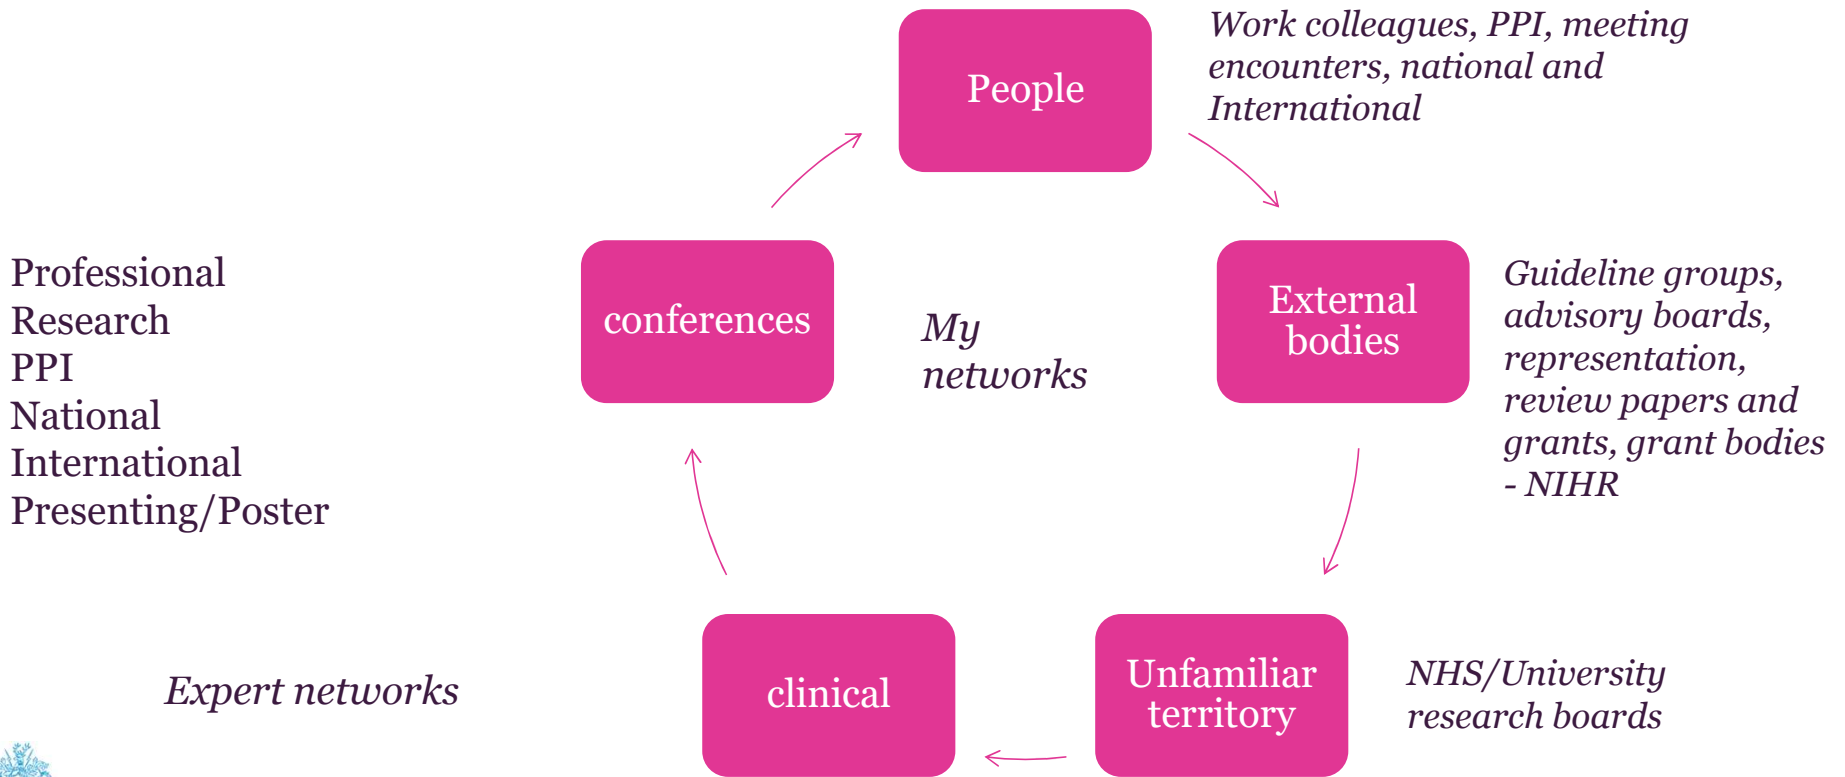 People
Work colleagues, PPI, meeting
encounters, national and
International
External
bodies
Guideline groups,
advisory boards,
representation,
review papers and
grants, grant bodies
- NIHR
Unfamiliar
territory
NHS/University
research boards
clinical
Expert networks
conferences
Professional
Research
PPI
National
International
Presenting/Poster
My
networks